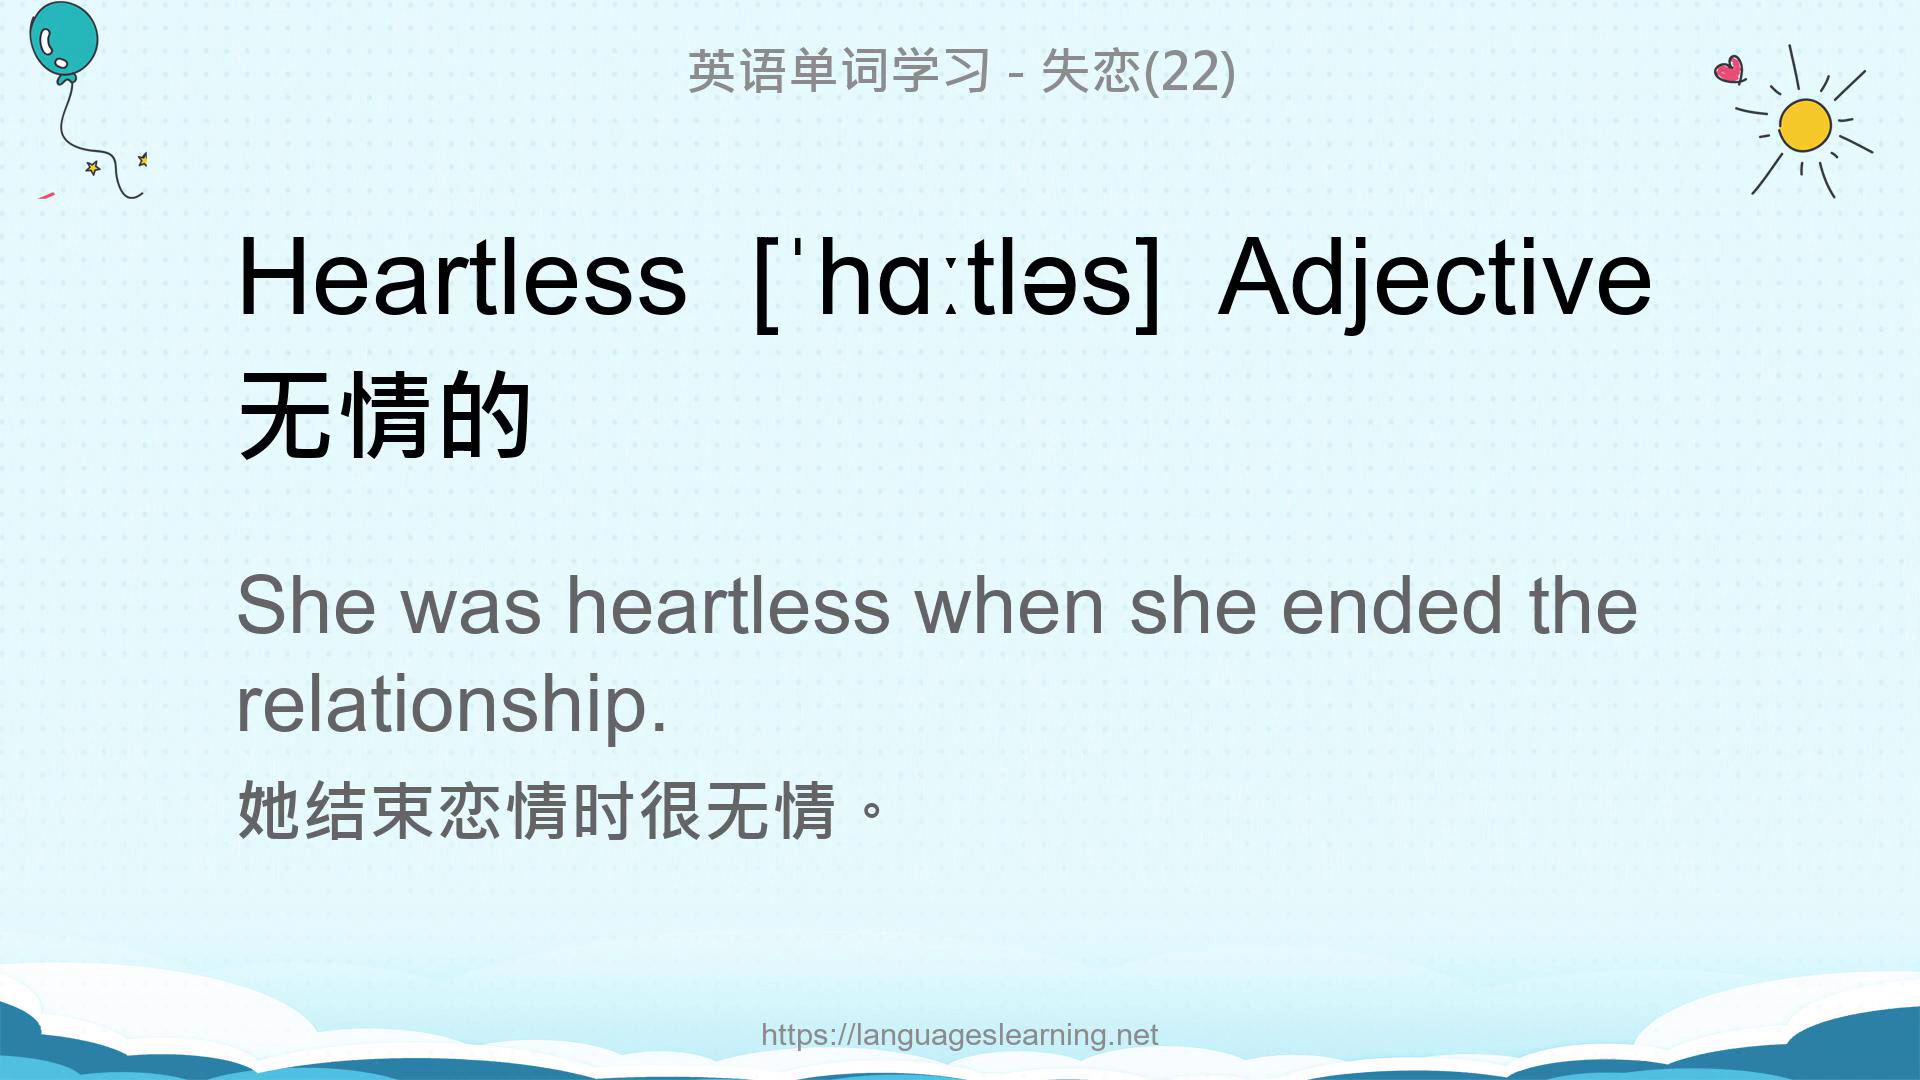 英语单词学习 - 失恋(22)
Heartless [ˈhɑːtləs] Adjective
无情的
She was heartless when she ended the
relationship.
她结束恋情时很无情。
https://languageslearning.net